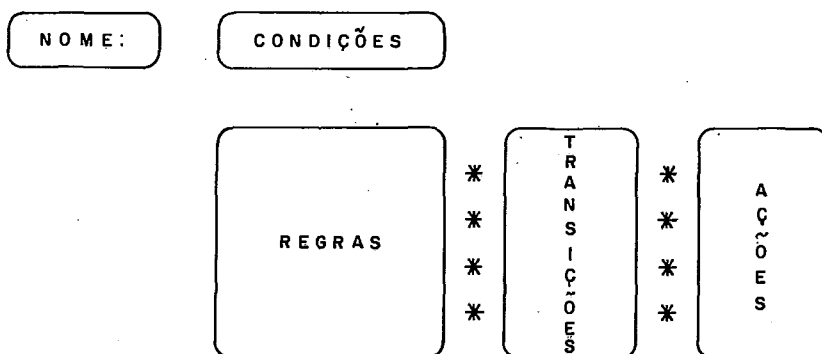 NOME:
CONDIÇÕES
REGRAS
* * * *
TRANSIÇÕES
* * * *
AÇÕES